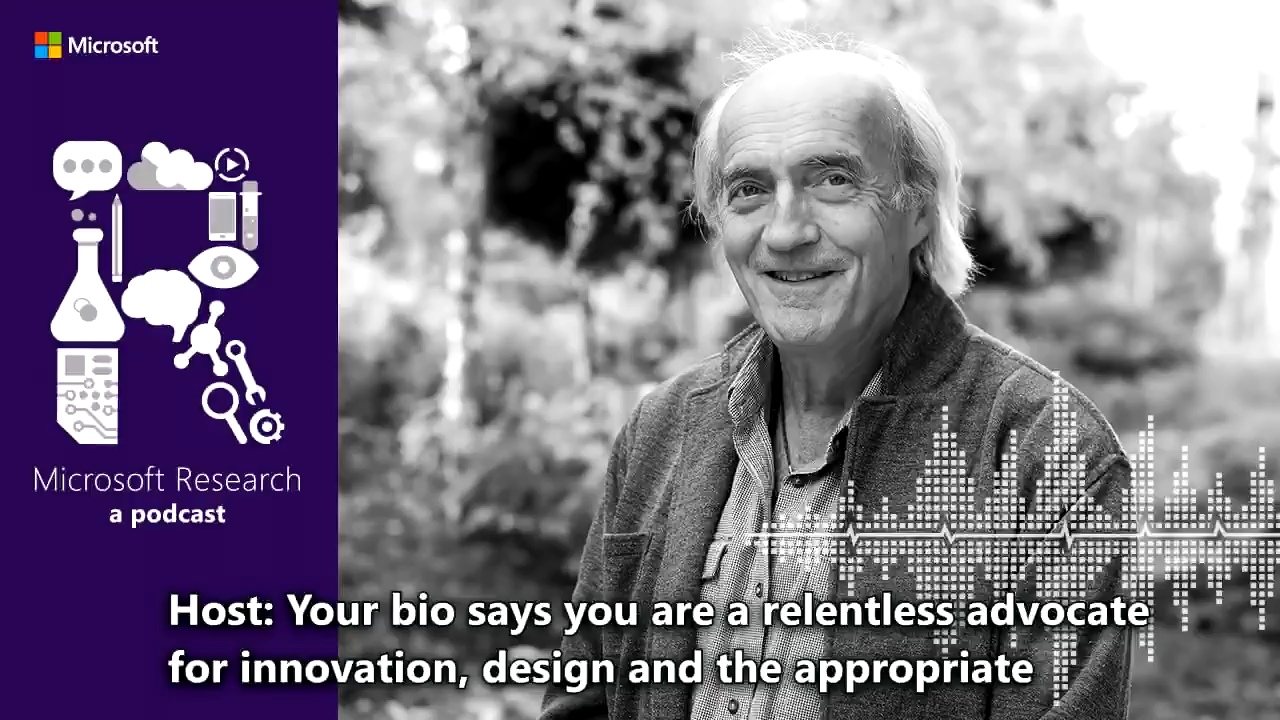 Microsoft
Microsoft Research
a podcast
Host: Your bio says you are a relentless advocate
for innovation, design and the appropriate